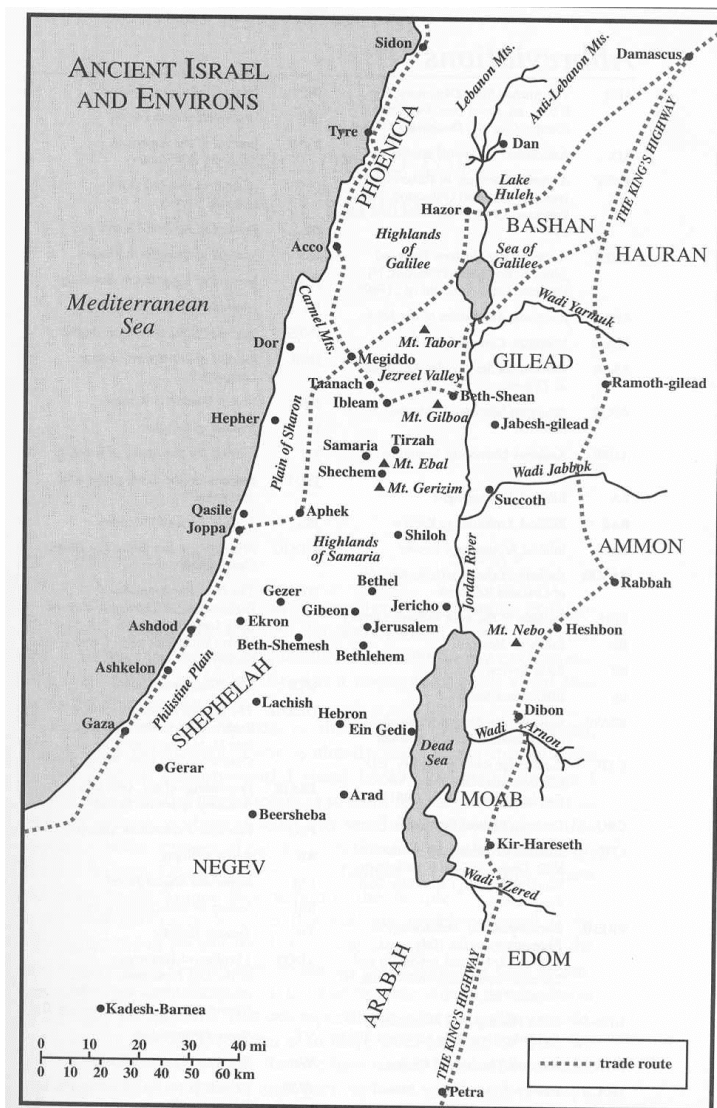 ANCIENT ISRAEL
AND ENVIRONS
Sidon
Damascus
Lebanon Mts.
Anti-Lebanon Mts.
Tyre
PHOENICIA
Dan
THE KING'S HIGHWAY
Lake
Huleh
Hazor
BASHAN
Acco
Highlands
of
Galilee
Sea of
Galilee
HAURAN
Mediterranean
Sea
Carmel Mts.
Wadi Yarmuk
Dor
Mt. Tabor
Megiddo
GILEAD
Jezreel Valley
Taanach
Ramoth-gilead
Ibleam
Beth-Shean
Mt. Gilboa
Hepher
Plain of Sharon
Jabesh-gilead
Tirzah
Samaria
Mt. Ebal
Shechem
Wadi Jabbok
Mt. Gerizim
Succoth
Qasile
Aphek
Joppa
Shiloh
Highlands
of Samaria
Jordan River
AMMON
Bethel
Rabbah
Gezer
Gibeon
Jericho
Ekron
Jerusalem
Ashdod
Mt. Nebo
Heshbon
Beth-Shemesh
Bethlehem
Ashkelon
Philistine Plain
SHEPHELAH
Lachish
Hebron
Dibon
Gaza
Ein Gedi
Wadi Arnon
Dead
Sea
Gerar
Arad
MOAB
Beersheba
Kir-Hareseth
NEGEV
Wadi Zered
ARABAH
EDOM
Kadesh-Barnea
THE KING'S HIGHWAY
0 10 20 30 40 mi
0 10 20 30 40 50 60 km
trade route
Petra